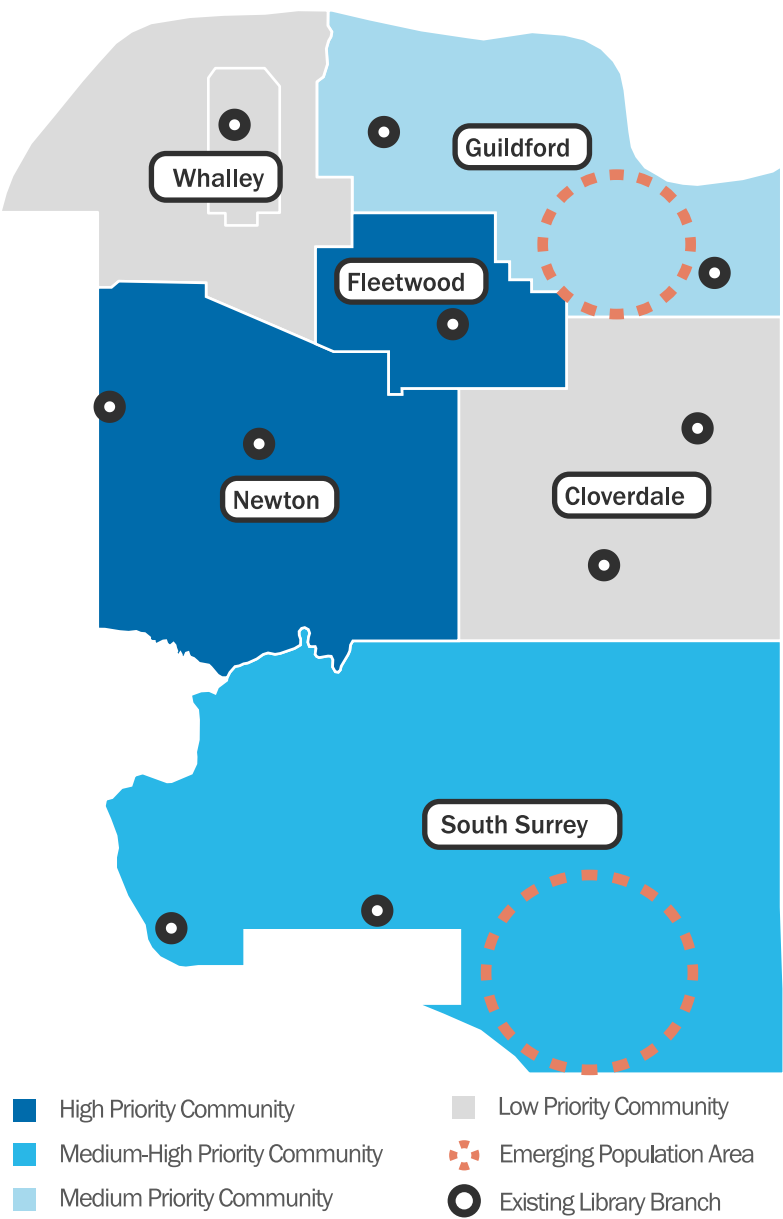 Guildford
Whalley
Fleetwood
Newton
Cloverdale
South Surrey
High Priority Community
Medium-High Priority Community
Medium Priority Community
Low Priority Community
Emerging Population Area
Existing Library Branch